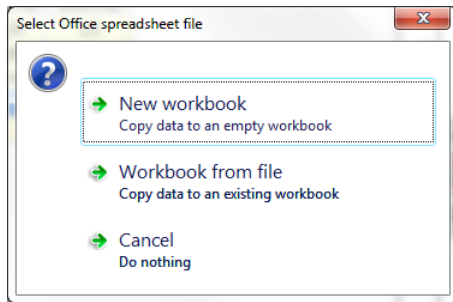 Select Office spreadsheet file
New workbook
Copy data to an empty workbook
Workbook from file
Copy data to an existing workbook
Cancel
Do nothing